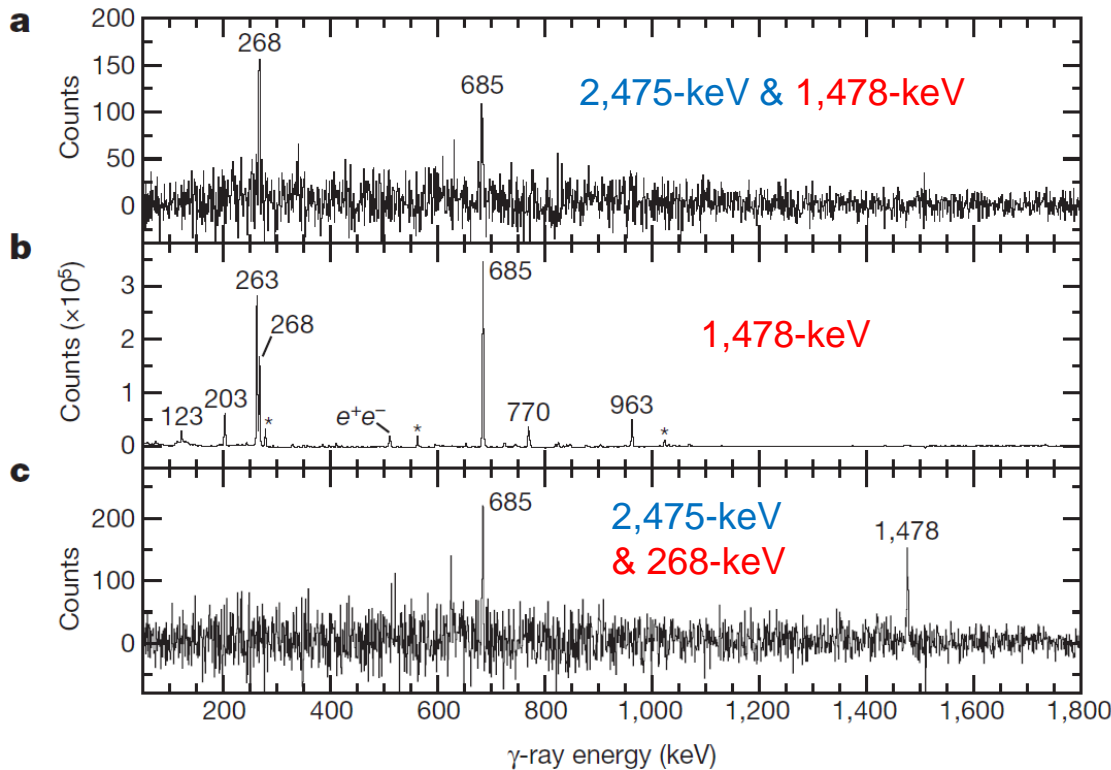 a
200
150
100
50
0
Counts
268
685
2,475-keV & 1,478-keV
b
3
2
1
0
Counts (×10⁵)
123
203
263
268
*
e⁺e⁻
*
685
770
963
*
1,478-keV
c
200
100
0
Counts
685
2,475-keV
& 268-keV
1,478
200 400 600 800 1,000 1,200 1,400 1,600 1,800
γ-ray energy (keV)